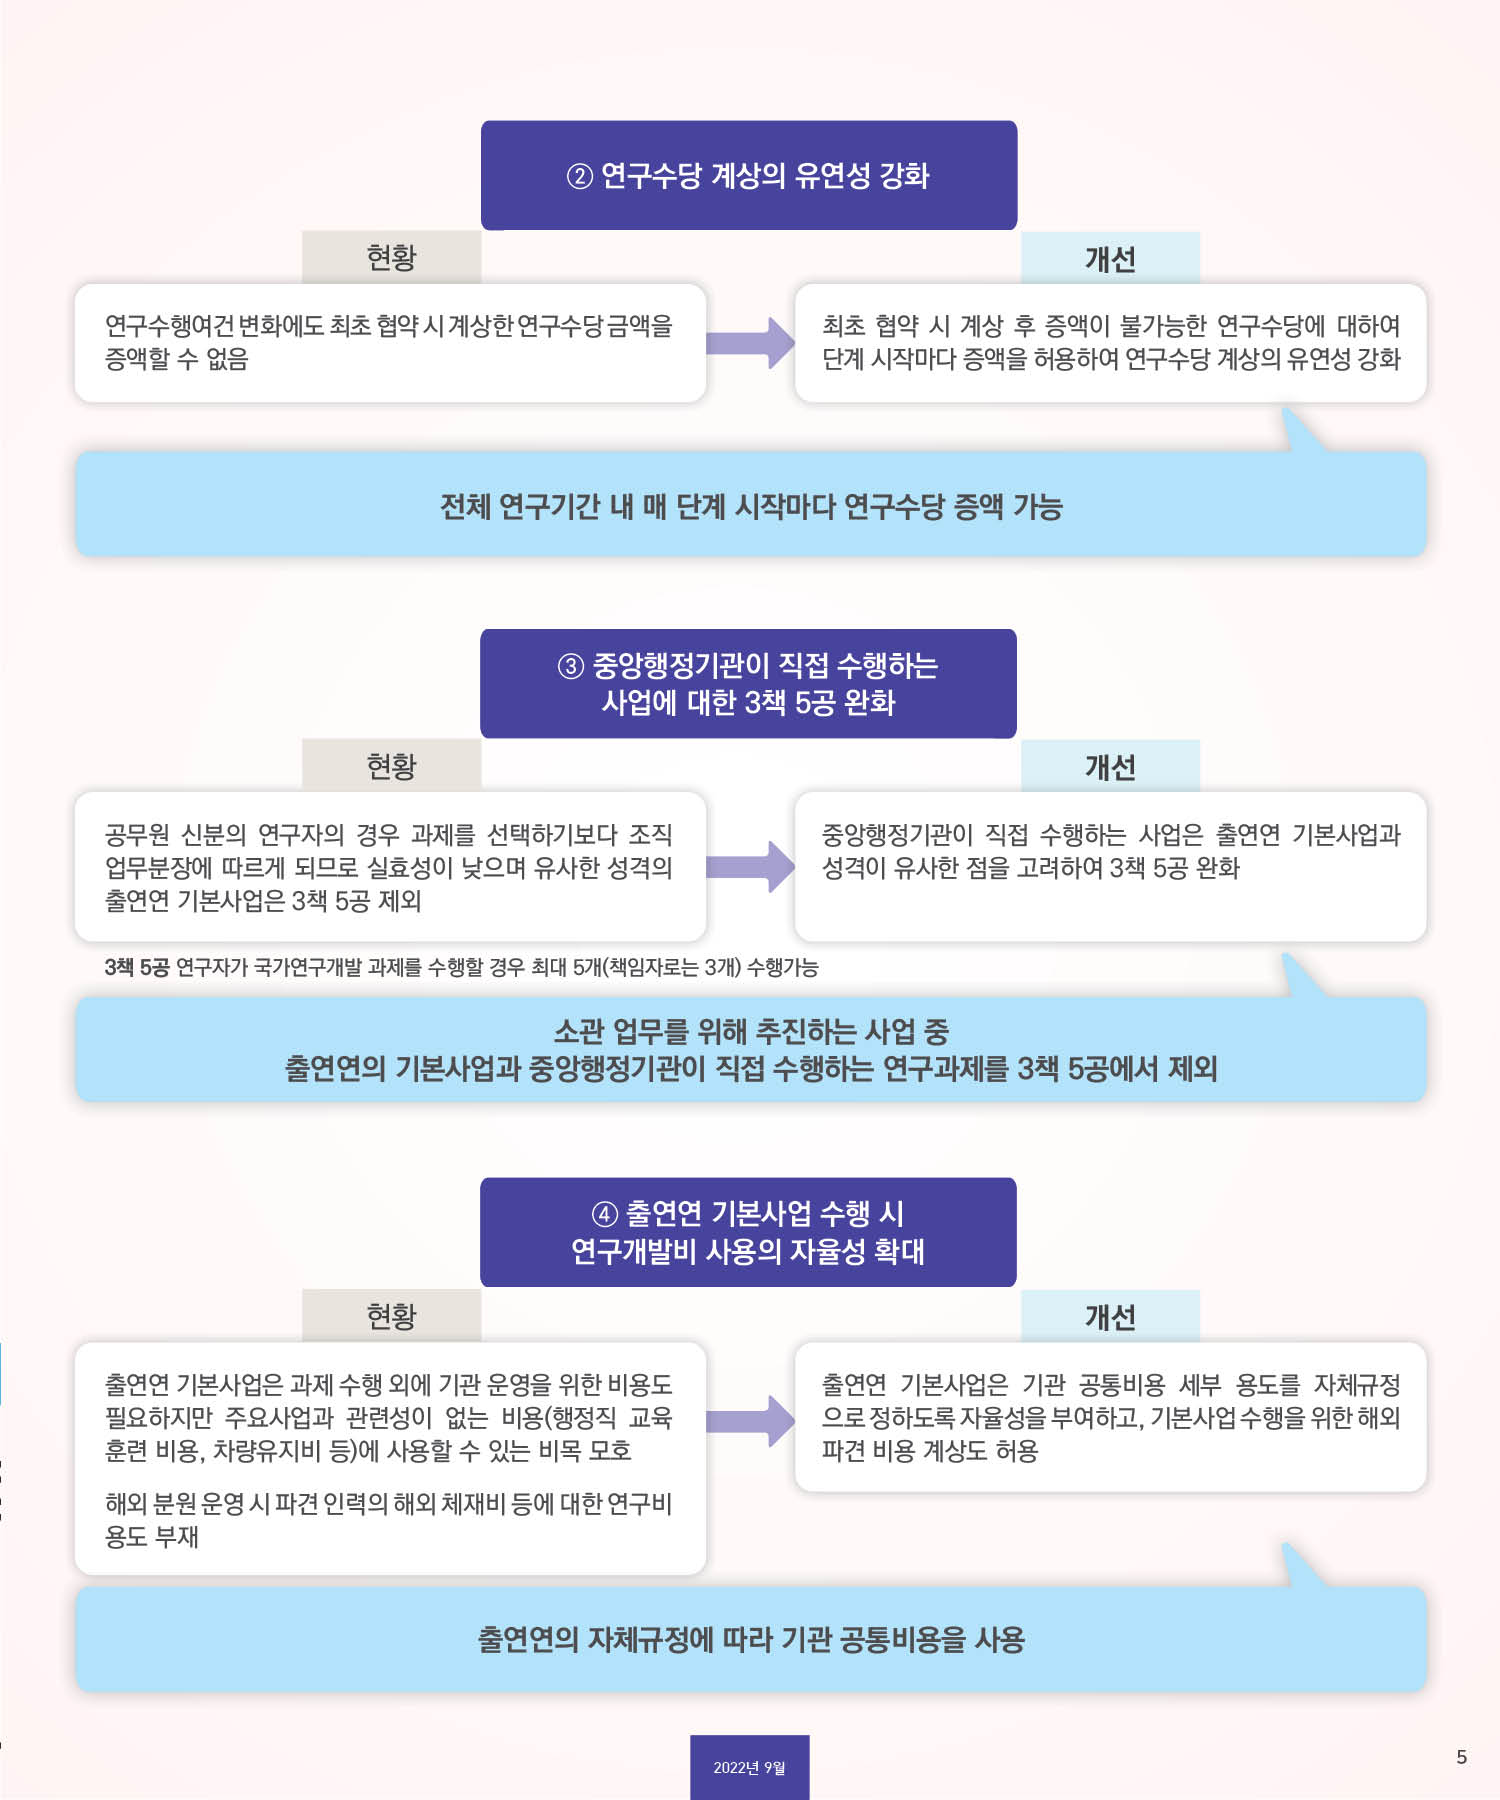 ② 연구수당 계상의 유연성 강화
현황
개선
연구수행여건 변화에도 최초 협약 시 계상한 연구수당 금액을
증액할 수 없음
최초 협약 시 계상 후 증액이 불가능한 연구수당에 대하여
단계 시작마다 증액을 허용하여 연구수당 계상의 유연성 강화
전체 연구기간 내 매 단계 시작마다 연구수당 증액 가능
③ 중앙행정기관이 직접 수행하는
사업에 대한 3책 5공 완화
현황
개선
공무원 신분의 연구자의 경우 과제를 선택하기보다 조직
업무분장에 따르게 되므로 실효성이 낮으며 유사한 성격의
출연연 기본사업은 3책 5공 제외
중앙행정기관이 직접 수행하는 사업은 출연연 기본사업과
성격이 유사한 점을 고려하여 3책 5공 완화
3책 5공 연구자가 국가연구개발 과제를 수행할 경우 최대 5개(책임자로는 3개) 수행가능
소관 업무를 위해 추진하는 사업 중
출연연의 기본사업과 중앙행정기관이 직접 수행하는 연구과제를 3책 5공에서 제외
④ 출연연 기본사업 수행 시
연구개발비 사용의 자율성 확대
현황
개선
출연연 기본사업은 과제 수행 외에 기관 운영을 위한 비용도
필요하지만 주요사업과 관련성이 없는 비용(행정직 교육
훈련 비용, 차량유지비 등)에 사용할 수 있는 비목 모호
해외 분원 운영 시 파견 인력의 해외 체재비 등에 대한 연구비
용도 부재
출연연 기본사업은 기관 공통비용 세부 용도를 자체규정
으로 정하도록 자율성을 부여하고, 기본사업 수행을 위한 해외
파견 비용 계상도 허용
출연연의 자체규정에 따라 기관 공통비용을 사용
2022년 9월
5